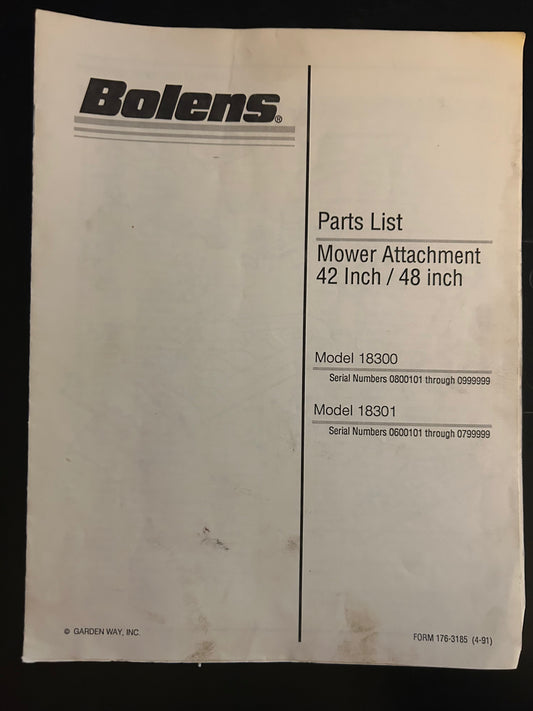 Bolens®
Parts List
Mower Attachment
42 Inch / 48 inch
Model 18300
Serial Numbers 0800101 through 0999999
Model 18301
Serial Numbers 0600101 through 0799999
© GARDEN WAY, INC.
FORM 176-3185 (4-91)